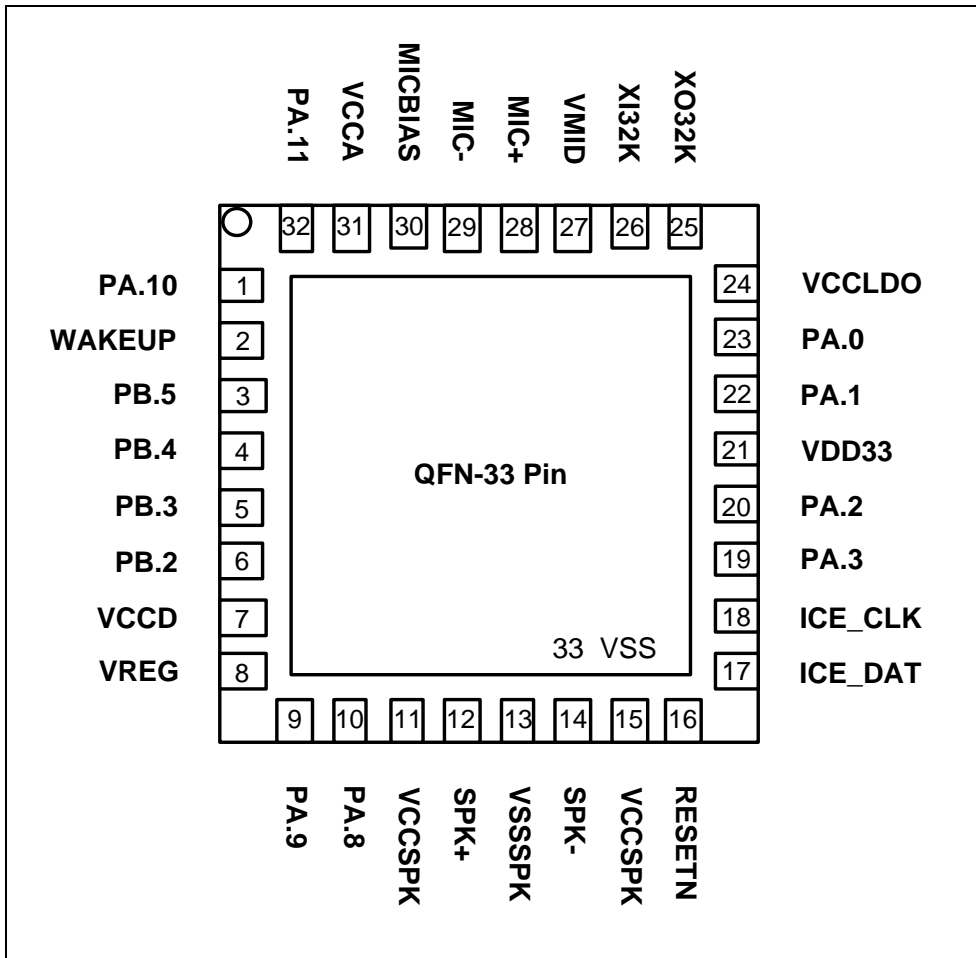 PA.11
VCCA
MICBIAS
MIC-
MIC+
VMID
XI32K
XO32K
32
31
30
29
28
27
26
25
PA.10
1
24
VCCLDO
WAKEUP
2
23
PA.0
PB.5
3
22
PA.1
PB.4
4
21
VDD33
QFN-33 Pin
PB.3
5
20
PA.2
PB.2
6
19
PA.3
VCCD
7
18
ICE_CLK
33 VSS
VREG
8
17
ICE_DAT
9
10
11
12
13
14
15
16
PA.9
PA.8
VCCSPK
SPK+
VSSSPK
SPK-
VCCSPK
RESETN